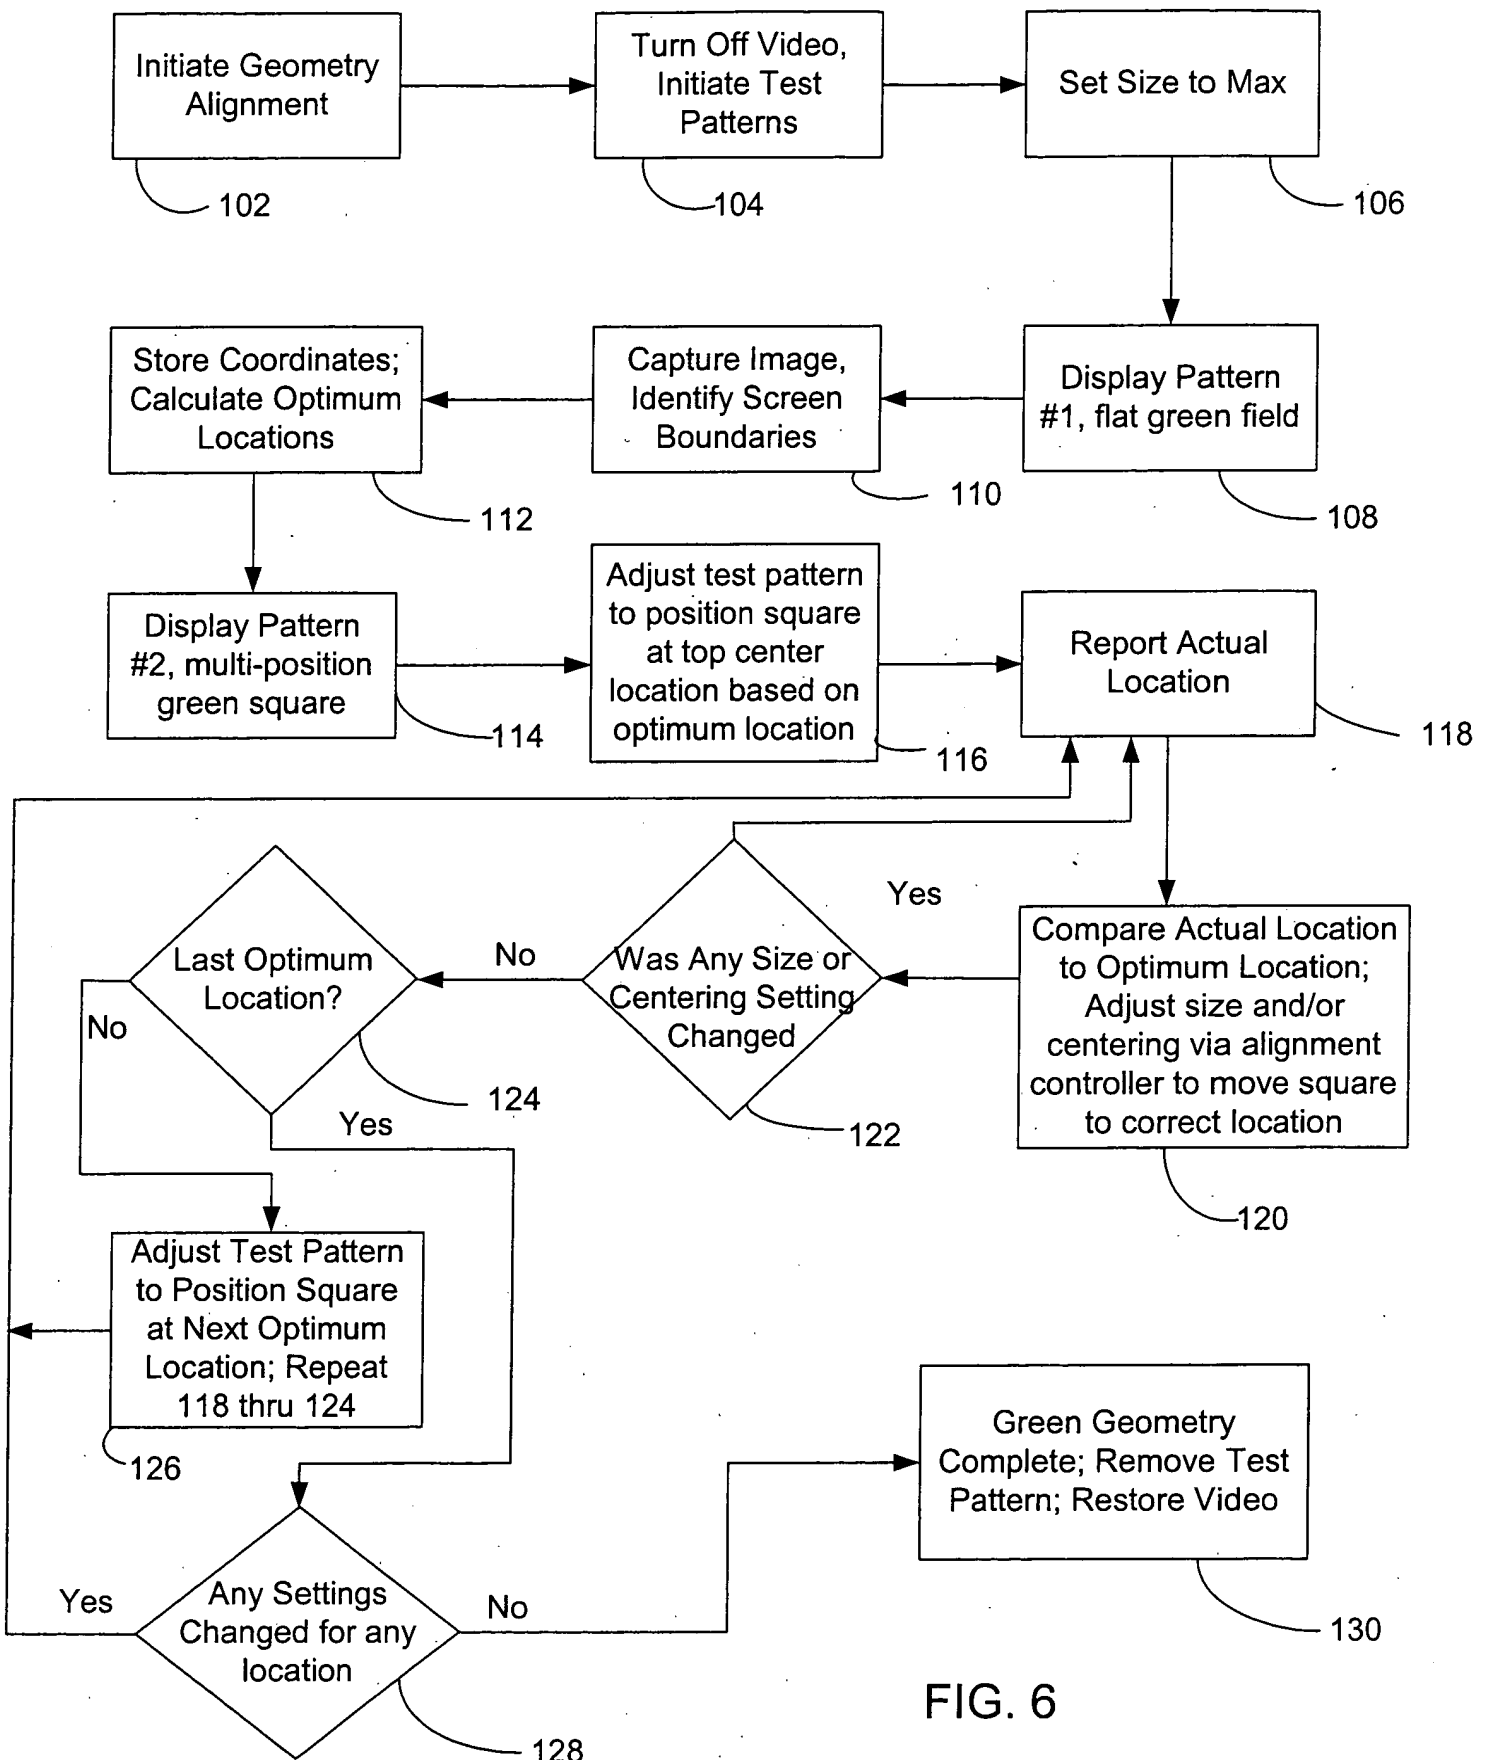 Initiate Geometry
Alignment
102
Turn Off Video,
Initiate Test
Patterns
104
Set Size to Max
106
Store Coordinates;
Calculate Optimum
Locations
112
Capture Image,
Identify Screen
Boundaries
110
Display Pattern
#1, flat green field
108
Display Pattern
#2, multi-position
green square
114
Adjust test pattern
to position square
at top center
location based on
optimum location
116
Report Actual
Location
118
Last Optimum
Location?
No
124
Yes
No
Was Any Size or
Centering Setting
Changed
Yes
122
Compare Actual Location
to Optimum Location;
Adjust size and/or
centering via alignment
controller to move square
to correct location
120
Adjust Test Pattern
to Position Square
at Next Optimum
Location; Repeat
118 thru 124
126
Green Geometry
Complete; Remove Test
Pattern; Restore Video
130
Yes
Any Settings
Changed for any
location
No
128
FIG. 6